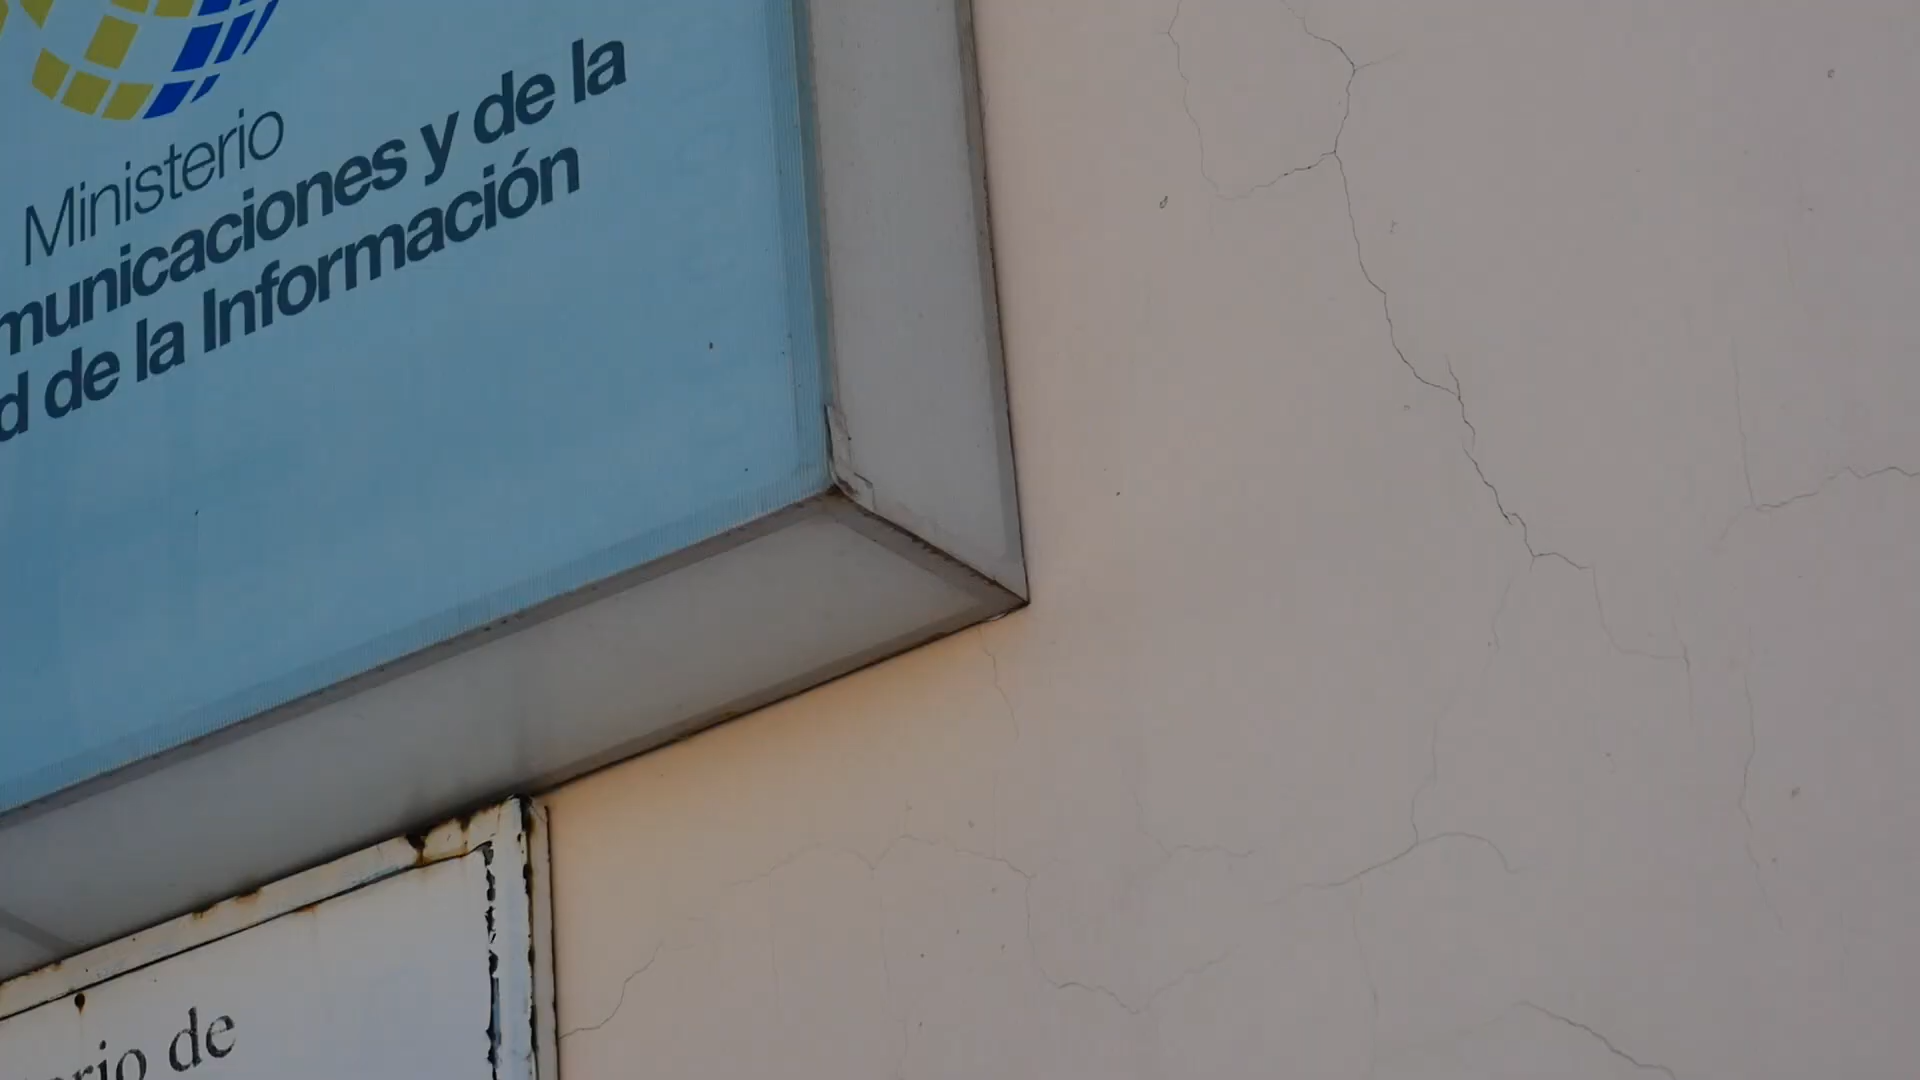 Ministerio
municaciones y de la
d de la Información
rio de